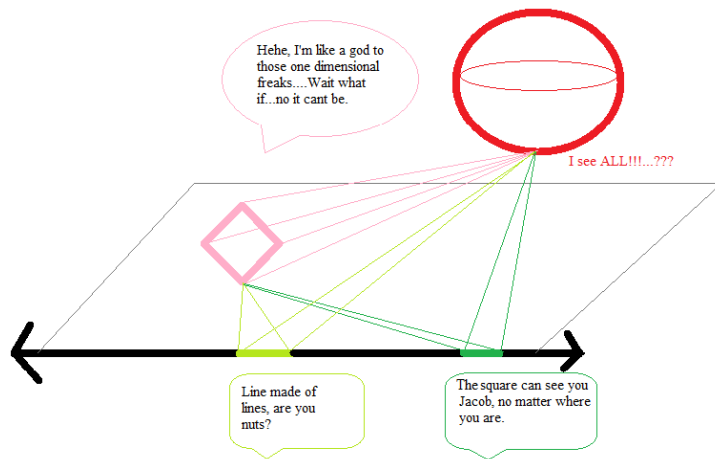 Hehe, I'm like a god to
those one dimensional
freaks....Wait what
if...no it cant be.
I see ALL!!!...???
Line made of
lines, are you
nuts?
The square can see you
Jacob, no matter where
you are.